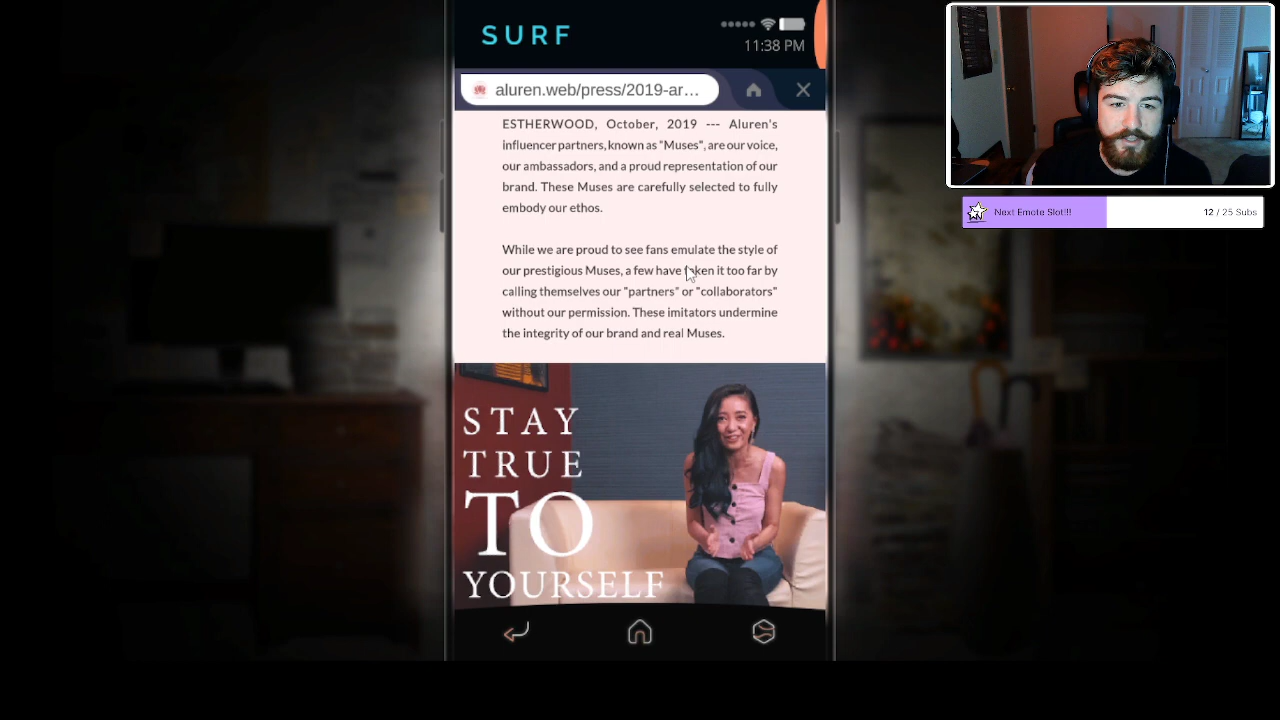 SURF
11:38 PM
aluren.web/press/2019-ar...
ESTHERWOOD, October, 2019 --- Aluren's
influencer partners, known as "Muses", are our voice,
our ambassadors, and a proud representation of our
brand. These Muses are carefully selected to fully
embody our ethos.
While we are proud to see fans emulate the style of
our prestigious Muses, a few have taken it too far by
calling themselves our "partners" or "collaborators"
without our permission. These imitators undermine
the integrity of our brand and real Muses.
STAY
TRUE
TO
YOURSELF
Next Emote Slot!!!
12 / 25 Subs